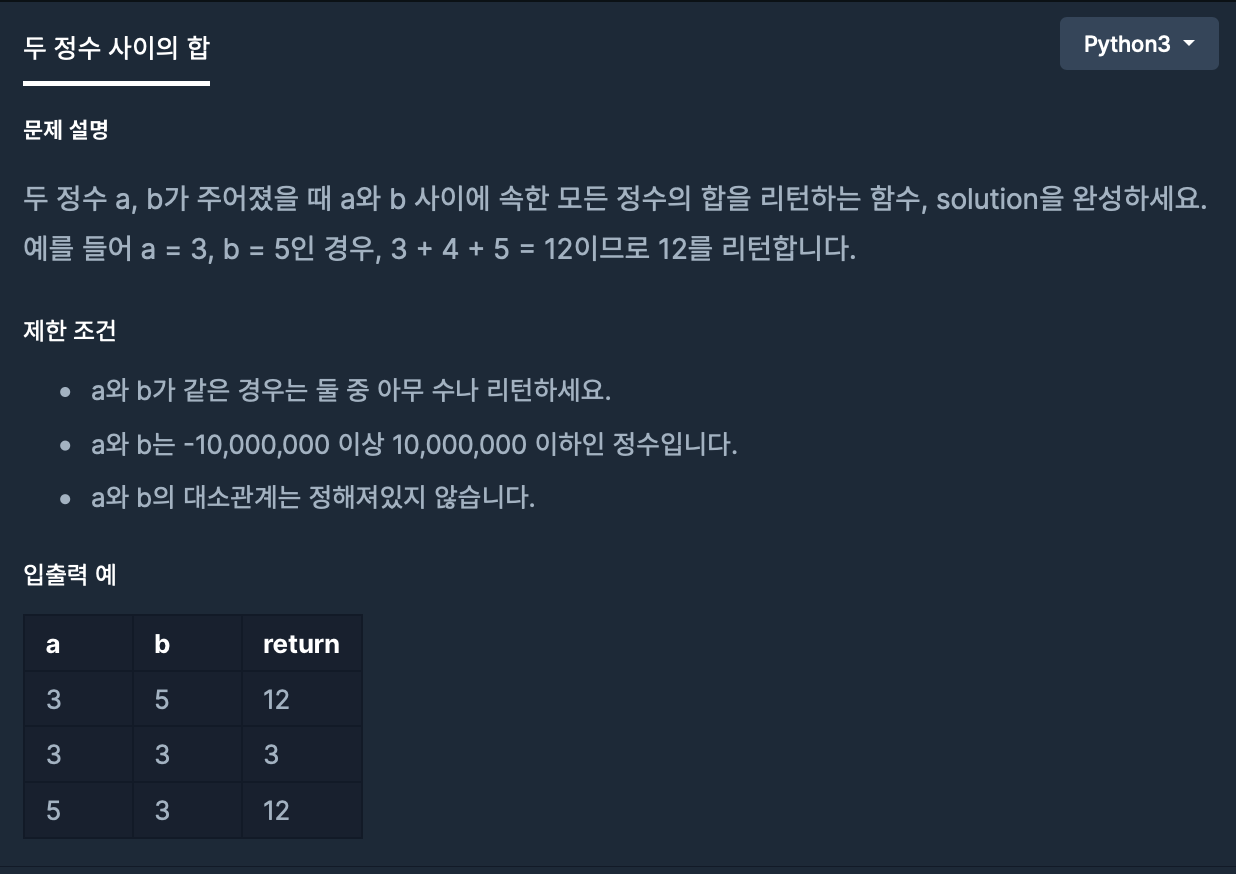 두 정수 사이의 합
Python3
문제 설명
두 정수 a, b가 주어졌을 때 a와 b 사이에 속한 모든 정수의 합을 리턴하는 함수, solution을 완성하세요.
예를 들어 a = 3, b = 5인 경우, 3 + 4 + 5 = 12이므로 12를 리턴합니다.
제한 조건
• a와 b가 같은 경우는 둘 중 아무 수나 리턴하세요.
• a와 b는 -10,000,000 이상 10,000,000 이하인 정수입니다.
• a와 b의 대소관계는 정해져있지 않습니다.
입출력 예
a b return
3 5 12
3 3 3
5 3 12